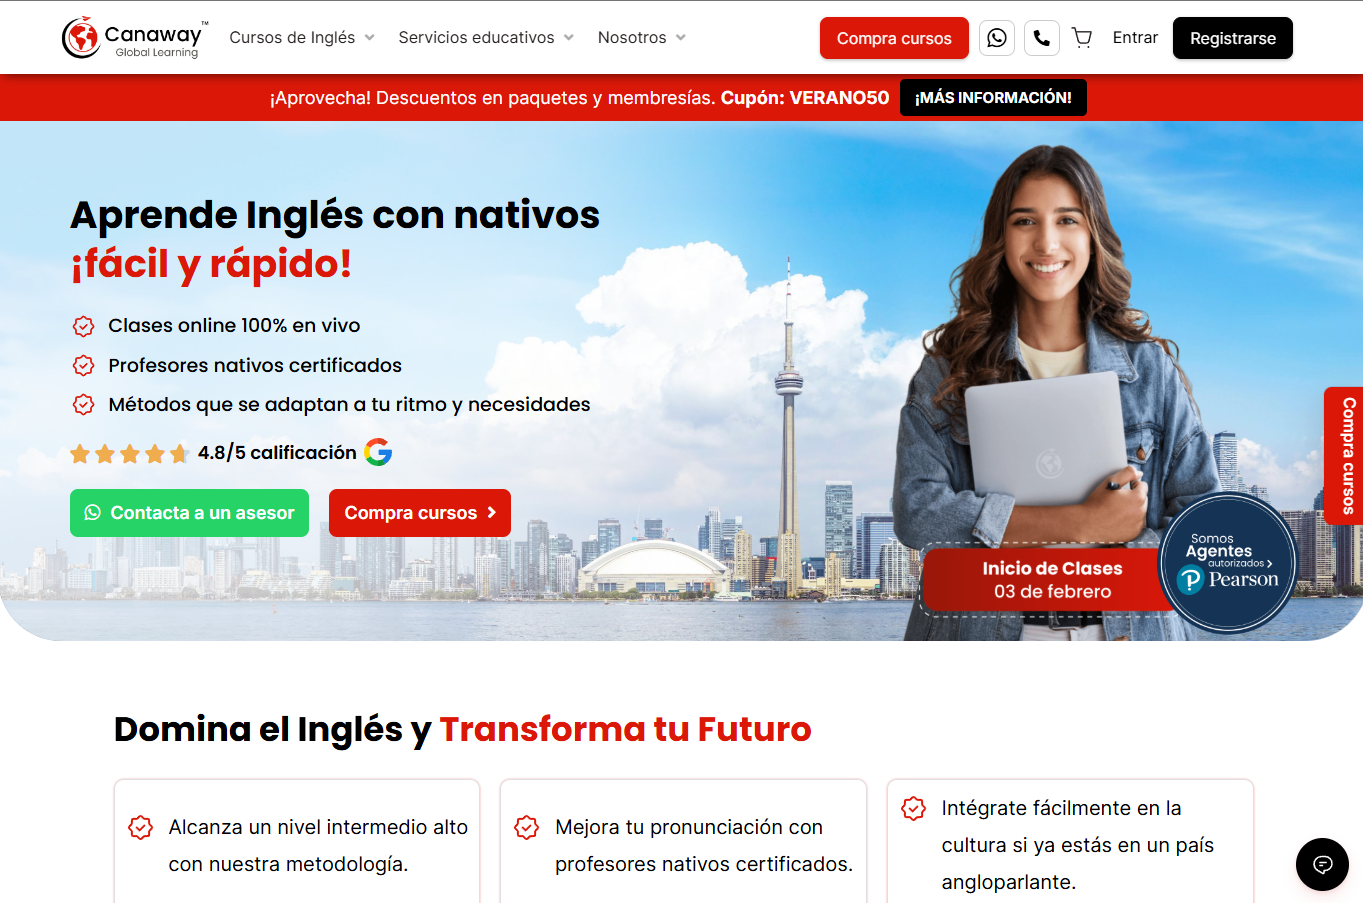 Canaway™
Global Learning
Cursos de Inglés
Servicios educativos
Nosotros
Compra cursos
Entrar
Registrarse
¡Aprovecha! Descuentos en paquetes y membresías. Cupón: VERANO50
¡MÁS INFORMACIÓN!
Aprende Inglés con nativos
¡fácil y rápido!
Clases online 100% en vivo
Profesores nativos certificados
Métodos que se adaptan a tu ritmo y necesidades
4.8/5 calificación
Contacta a un asesor
Compra cursos
Compra cursos
Inicio de Clases
03 de febrero
Somos
Agentes
autorizados
Pearson
Domina el Inglés y Transforma tu Futuro
Alcanza un nivel intermedio alto
con nuestra metodología.
Mejora tu pronunciación con
profesores nativos certificados.
Intégrate fácilmente en la
cultura si ya estás en un país
angloparlante.